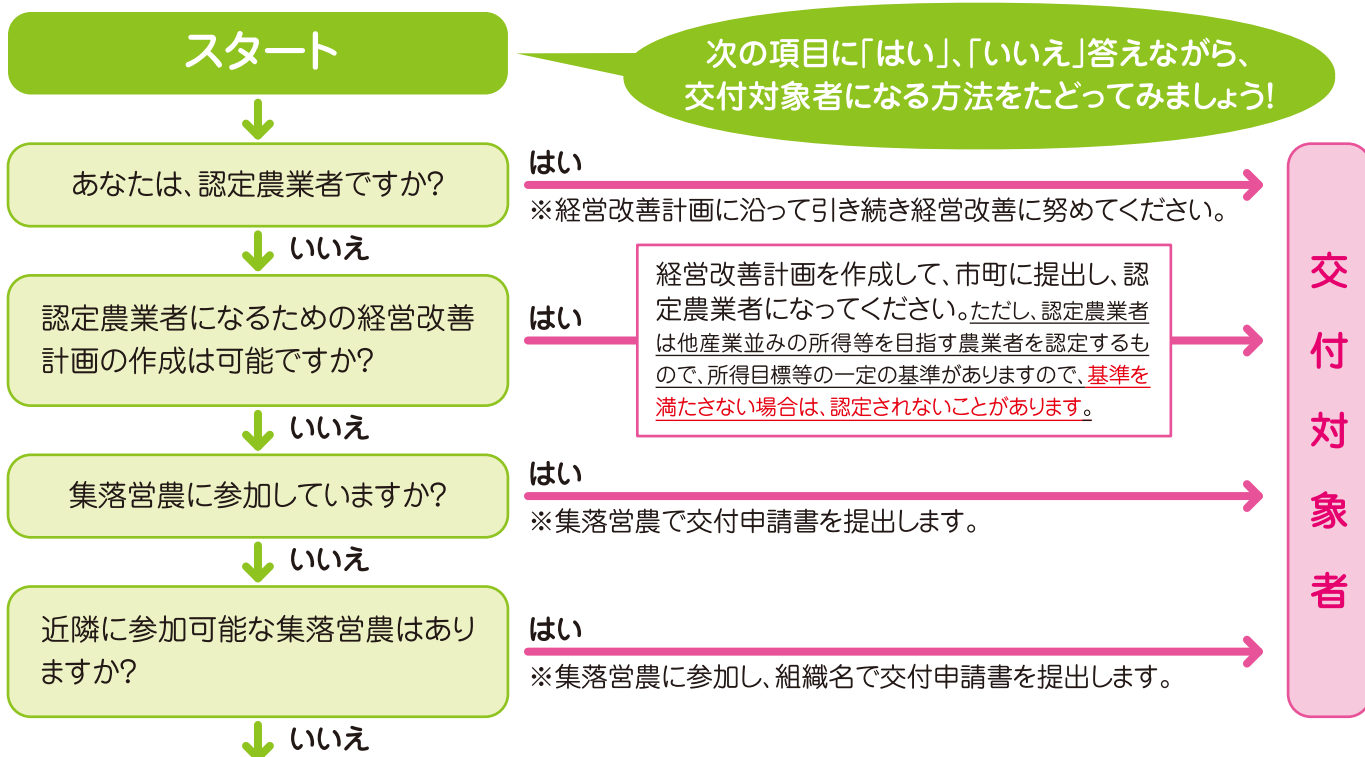 スタート
次の項目に「はい」、「いいえ」答えながら、
交付対象者になる方法をたどってみましょう!
あなたは、認定農業者ですか?
はい
※経営改善計画に沿って引き続き経営改善に努めてください。
いいえ
認定農業者になるための経営改善
計画の作成は可能ですか?
はい
経営改善計画を作成して、市町に提出し、認
定農業者になってください。ただし、認定農業者
は他産業並みの所得等を目指す農業者を認定するも
ので、所得目標等の一定の基準がありますので、基準を
満たさない場合は、認定されないことがあります。
いいえ
集落営農に参加していますか?
はい
※集落営農で交付申請書を提出します。
いいえ
近隣に参加可能な集落営農はあり
ますか?
はい
※集落営農に参加し、組織名で交付申請書を提出します。
いいえ
交付対象者